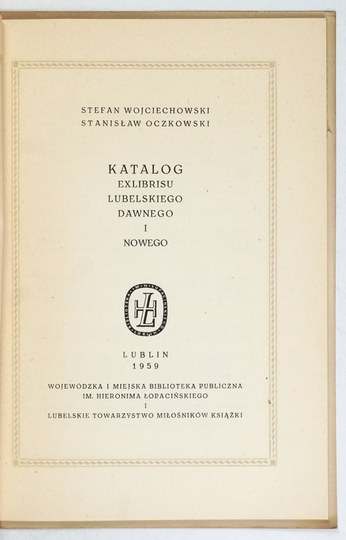 STEFAN WOJCIECHOWSKI
STANISŁAW OCZKOWSKI
KATALOG
EXLIBRISU
LUBELSKIEGO
DAWNEGO
I
NOWEGO
LUBLIN
1959
WOJEWÓDZKA I MIEJSKA BIBLIOTEKA PUBLICZNA
IM. HIERONIMA ŁOPACIŃSKIEGO
I
LUBELSKIE TOWARZYSTWO MIŁOŚNIKÓW KSIĄŻKI